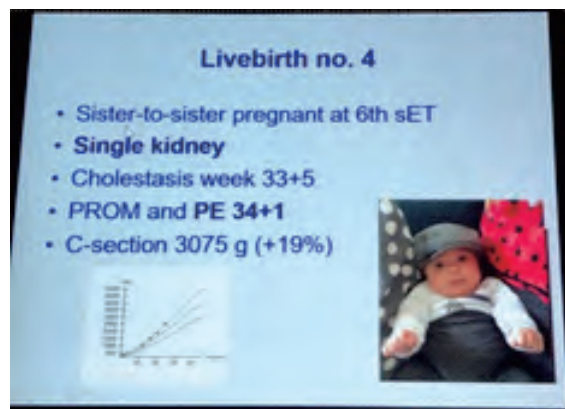 Livebirth no. 4
• Sister-to-sister pregnant at 6th sET
• Single kidney
• Cholestasis week 33+5
• PROM and PE 34+1
• C-section 3075 g (+19%)